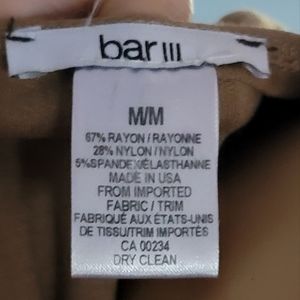 bar III
M/M
67% RAYON / RAYONNE
28% NYLON / NYLON
5%SPANDEX/ÉLASTHANNE
MADE IN USA
FROM IMPORTED
FABRIC / TRIM
FABRIQUÉ AUX ÉTATS-UNIS
DE TISSU/TRIM IMPORTÉS
CA 00234
DRY CLEAN